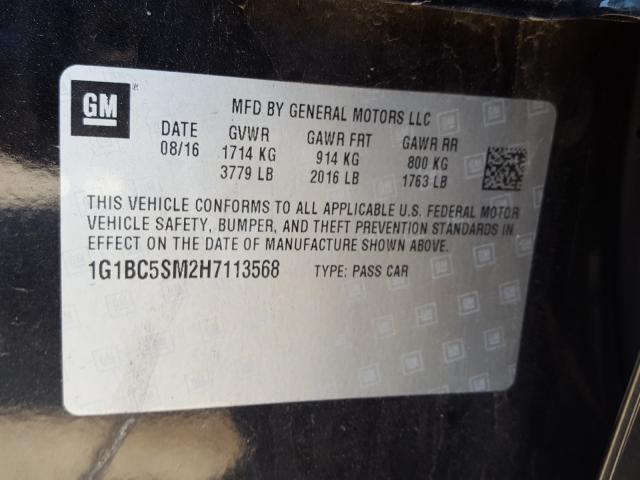 GM
MFD BY GENERAL MOTORS LLC
DATE GVWR GAWR FRT GAWR RR
08/16 1714 KG 914 KG 800 KG
3779 LB 2016 LB 1763 LB
THIS VEHICLE CONFORMS TO ALL APPLICABLE U.S. FEDERAL MOTOR
VEHICLE SAFETY, BUMPER, AND THEFT PREVENTION STANDARDS IN
EFFECT ON THE DATE OF MANUFACTURE SHOWN ABOVE.
1G1BC5SM2H7113568 TYPE: PASS CAR